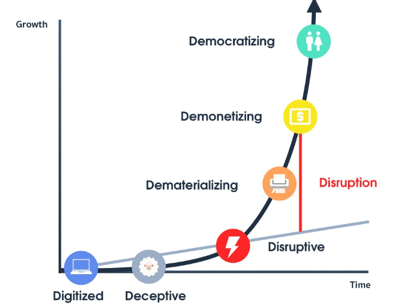 Growth
Democratizing
Demonetizing
$
Dematerializing
Disruption
Disruptive
Time
Digitized
Deceptive